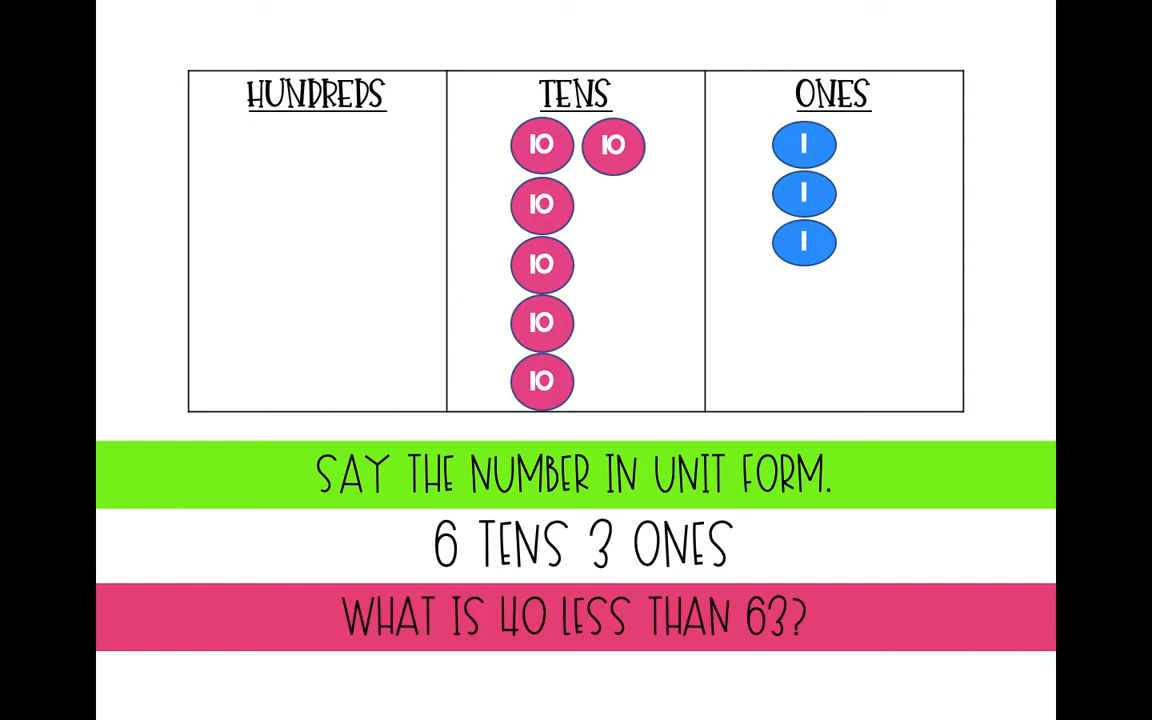 HUNDREDS TENS ONES
10 10 1
10 1
10 1
10
10
SAY THE NUMBER IN UNIT FORM.
6 TENS 3 ONES
WHAT IS 40 LESS THAN 63?